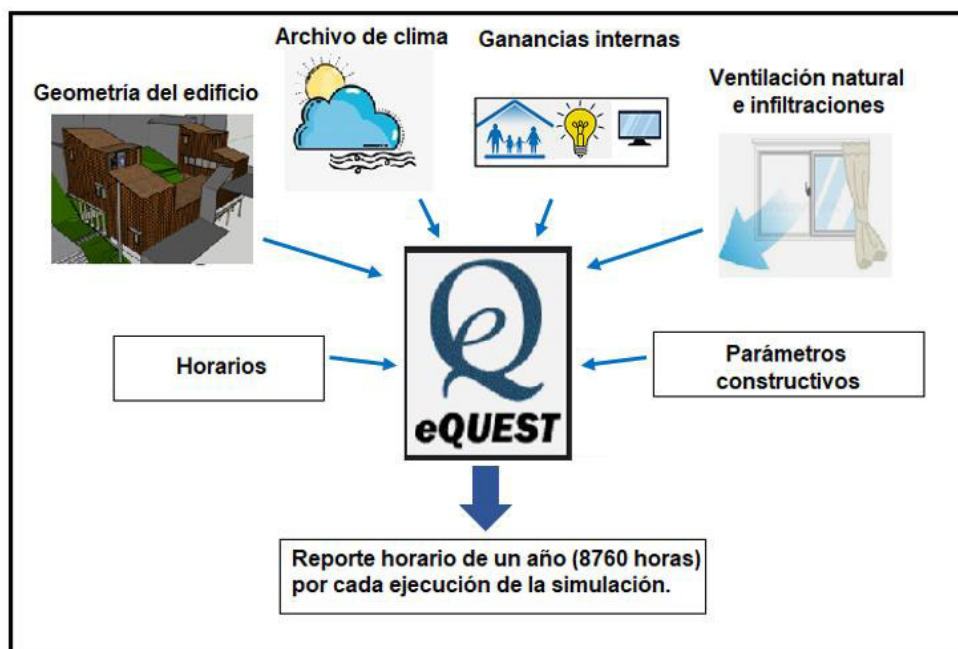 Archivo de clima
Ganancias internas
Geometría del edificio
Ventilación natural
e infiltraciones
Horarios
Parámetros
constructivos
eQUEST
Reporte horario de un año (8760 horas)
por cada ejecución de la simulación.